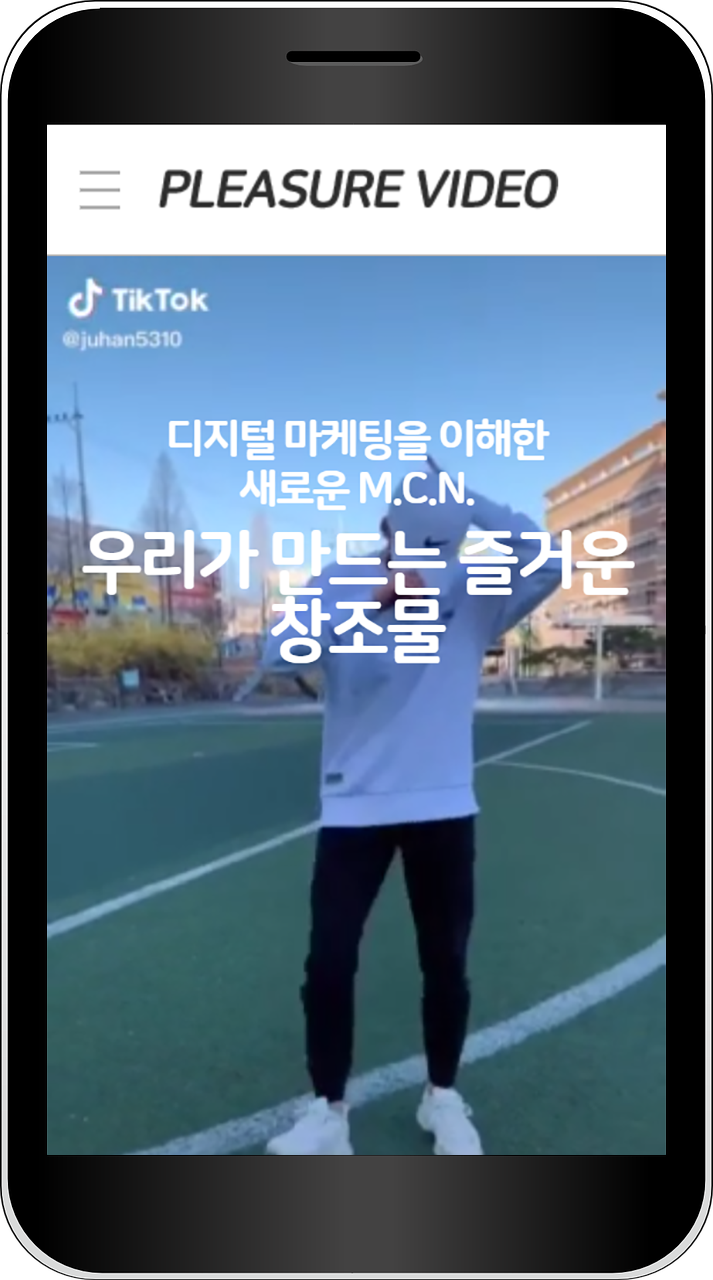 PLEASURE VIDEO
TikTok
@juhan5310
디지털 마케팅을 이해한
새로운 M.C.N.
우리가 만드는 즐거운
창조물